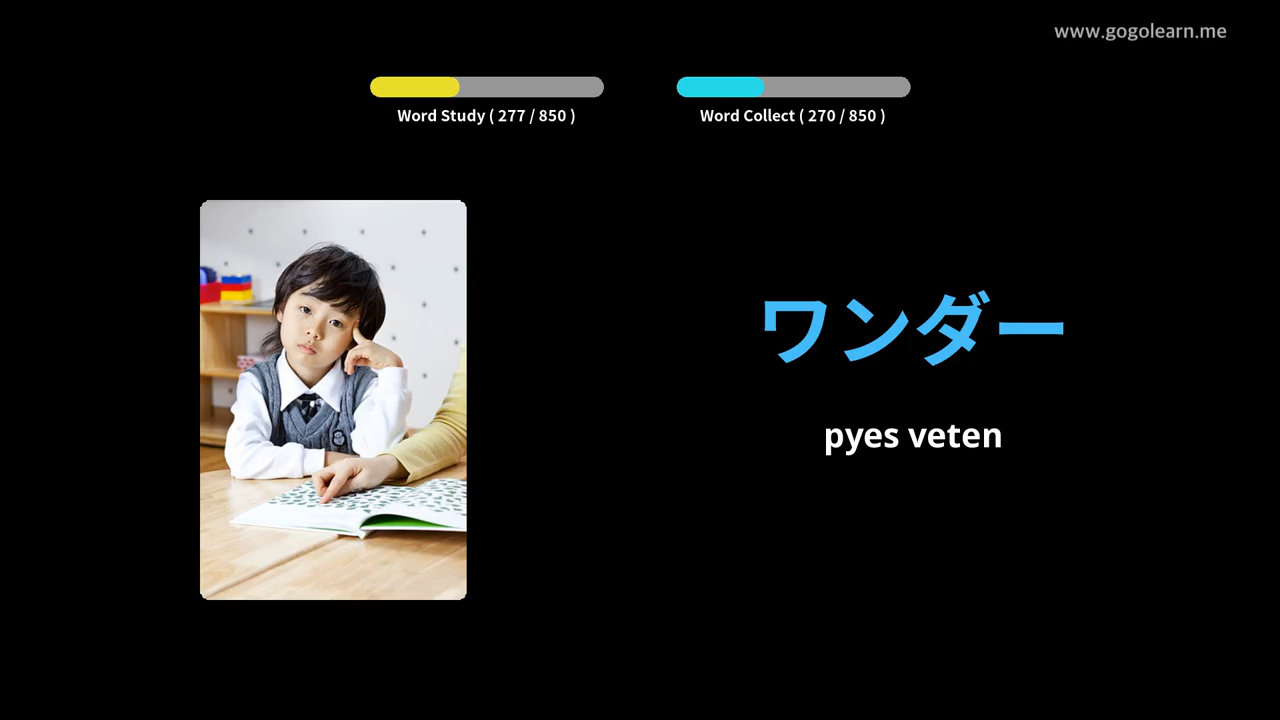 www.gogolearn.me
Word Study ( 277 / 850 )
Word Collect ( 270 / 850 )
ワンダー
pyes veten